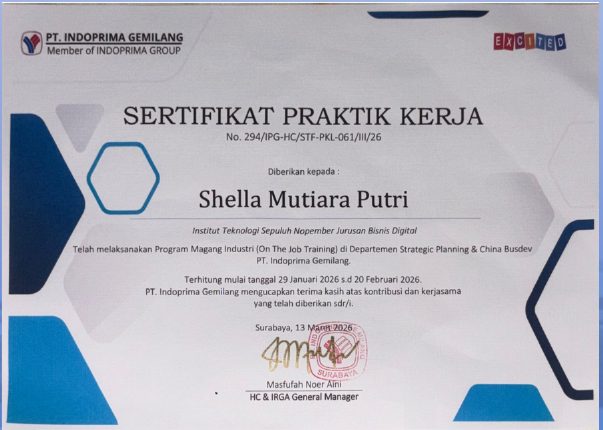 PT. INDOPRIMA GEMILANG
Member of INDOPRIMA GROUP
EXCITED
SERTIFIKAT PRAKTIK KERJA
No. 294/IPG-HC/STF-PKL-061/III/26
Diberikan kepada :
Shella Mutiara Putri
Institut Teknologi Sepuluh Nopember Jurusan Bisnis Digital
Telah melaksanakan Program Magang Industri (On The Job Training) di Departemen Strategic Planning & China Busdev
PT. Indoprima Gemilang.
Terhitung mulai tanggal 29 Januari 2026 s.d 20 Februari 2026.
PT. Indoprima Gemilang mengucapkan terima kasih atas kontribusi dan kerjasama
yang telah diberikan sdr/i.
Surabaya, 13 Maret 2026
SURABAYA
Masfufah Noer Aini
HC & IRGA General Manager